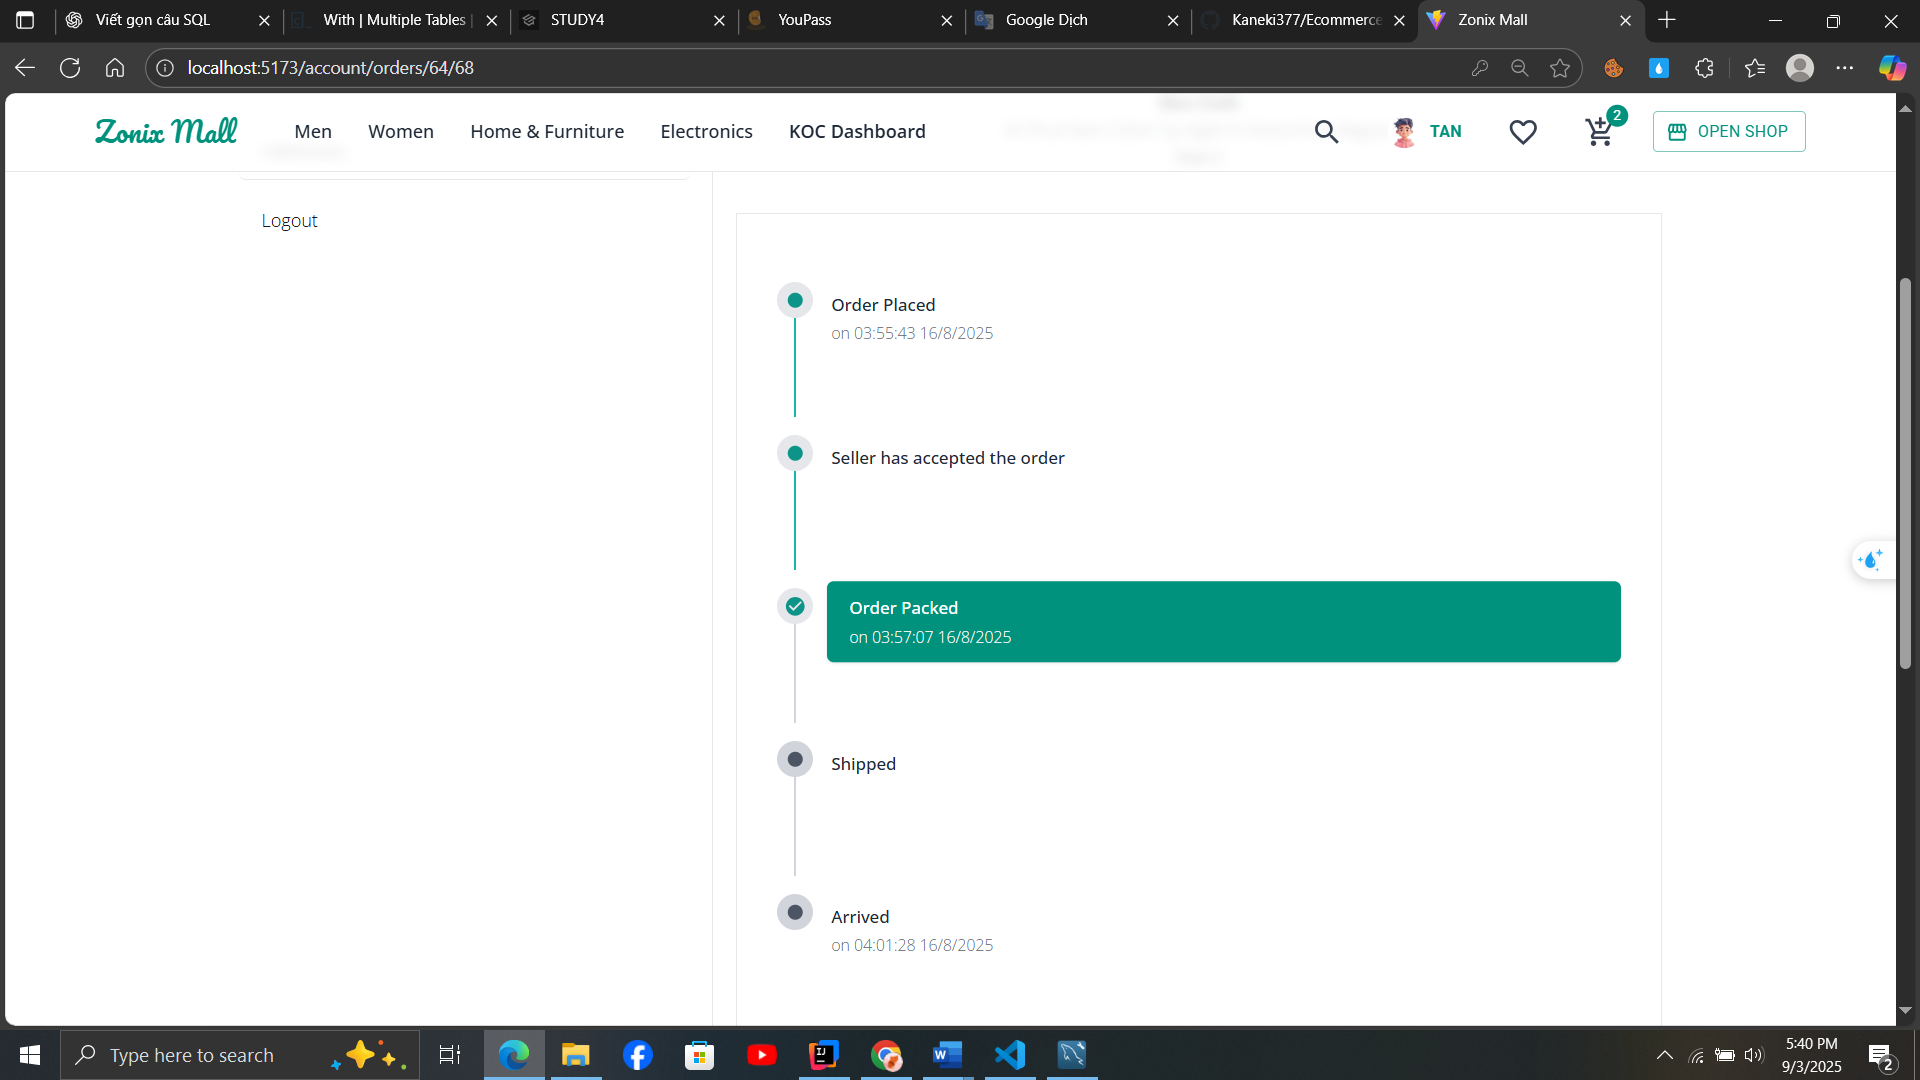 Viết gọn câu SQL
With | Multiple Tables |
STUDY4
YouPass
Google Dịch
Kaneki377/Ecommerce
Zonix Mall
localhost:5173/account/orders/64/68
Zonix Mall
Men
Women
Home & Furniture
Electronics
KOC Dashboard
TAN
2
OPEN SHOP
Logout
Order Placed
on 03:55:43 16/8/2025
Seller has accepted the order
Order Packed
on 03:57:07 16/8/2025
Shipped
Arrived
on 04:01:28 16/8/2025
Type here to search
5:40 PM
9/3/2025
2